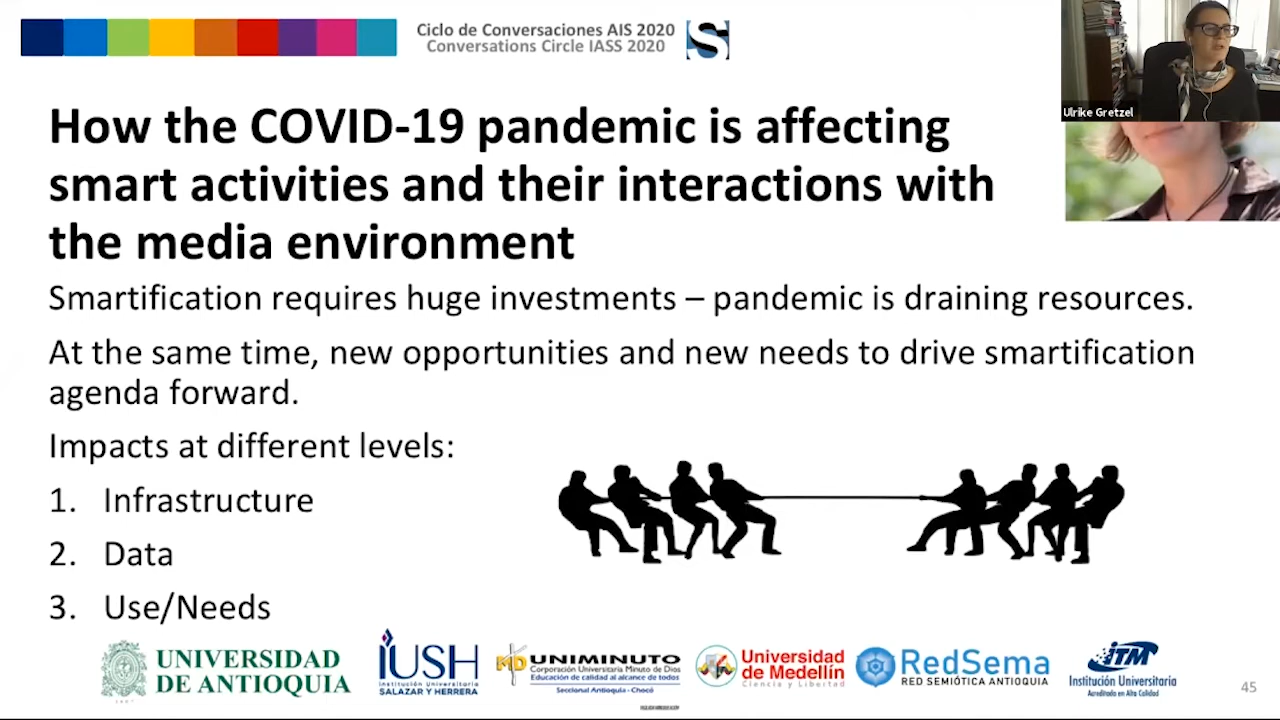 Ciclo de Conversaciones AIS 2020
Conversations Circle IASS 2020
S
Ulrike Gretzel
How the COVID-19 pandemic is affecting
smart activities and their interactions with
the media environment
Smartification requires huge investments – pandemic is draining resources.
At the same time, new opportunities and new needs to drive smartification
agenda forward.
Impacts at different levels:
1. Infrastructure
2. Data
3. Use/Needs
UNIVERSIDAD
DE ANTIOQUIA
IUSH
Institución Universitaria
SALAZAR Y HERRERA
MD UNIMINUTO
Corporación Universitaria Minuto de Dios
Educación de calidad al alcance de todos
Seccional Antioquia - Chocó
Universidad
de Medellín
Ciencia y Libertad
RedSema
RED SEMIÓTICA ANTIOQUIA
iTM
Institución Universitaria
Acreditada en Alta Calidad
45